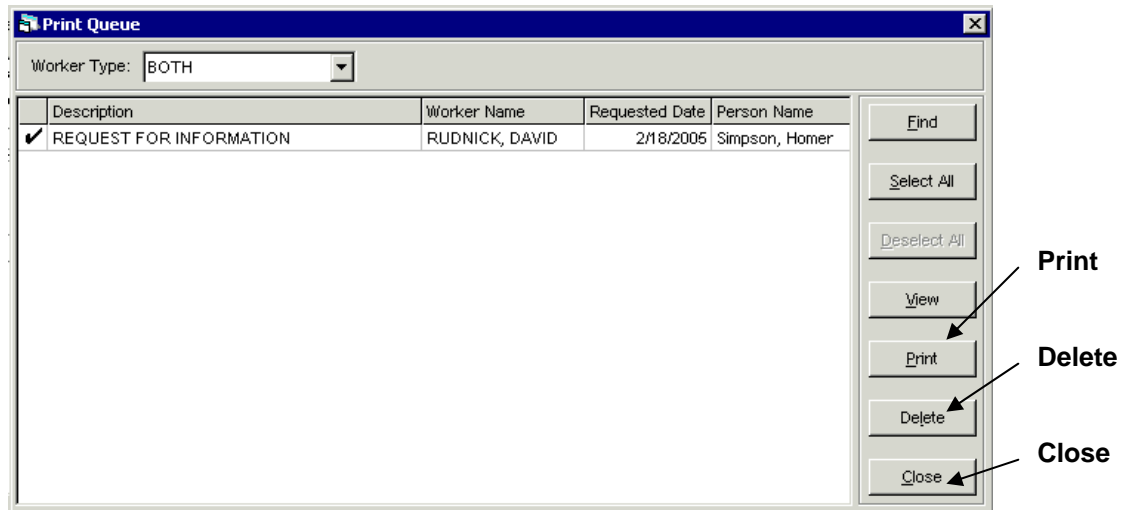 Print Queue
Worker Type: BOTH
Description Worker Name Requested Date Person Name
REQUEST FOR INFORMATION RUDNICK, DAVID 2/18/2005 Simpson, Homer
Find
Select All
Deselect All
View
Print
Delete
Close
Print
Delete
Close